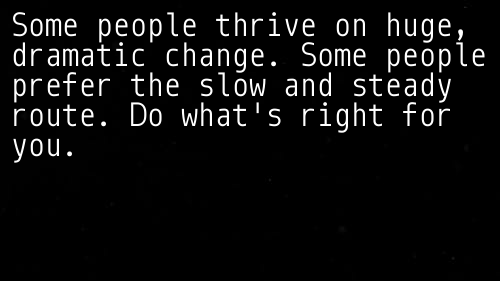 Some people thrive on huge,
dramatic change. Some people
prefer the slow and steady
route. Do what's right for
you.